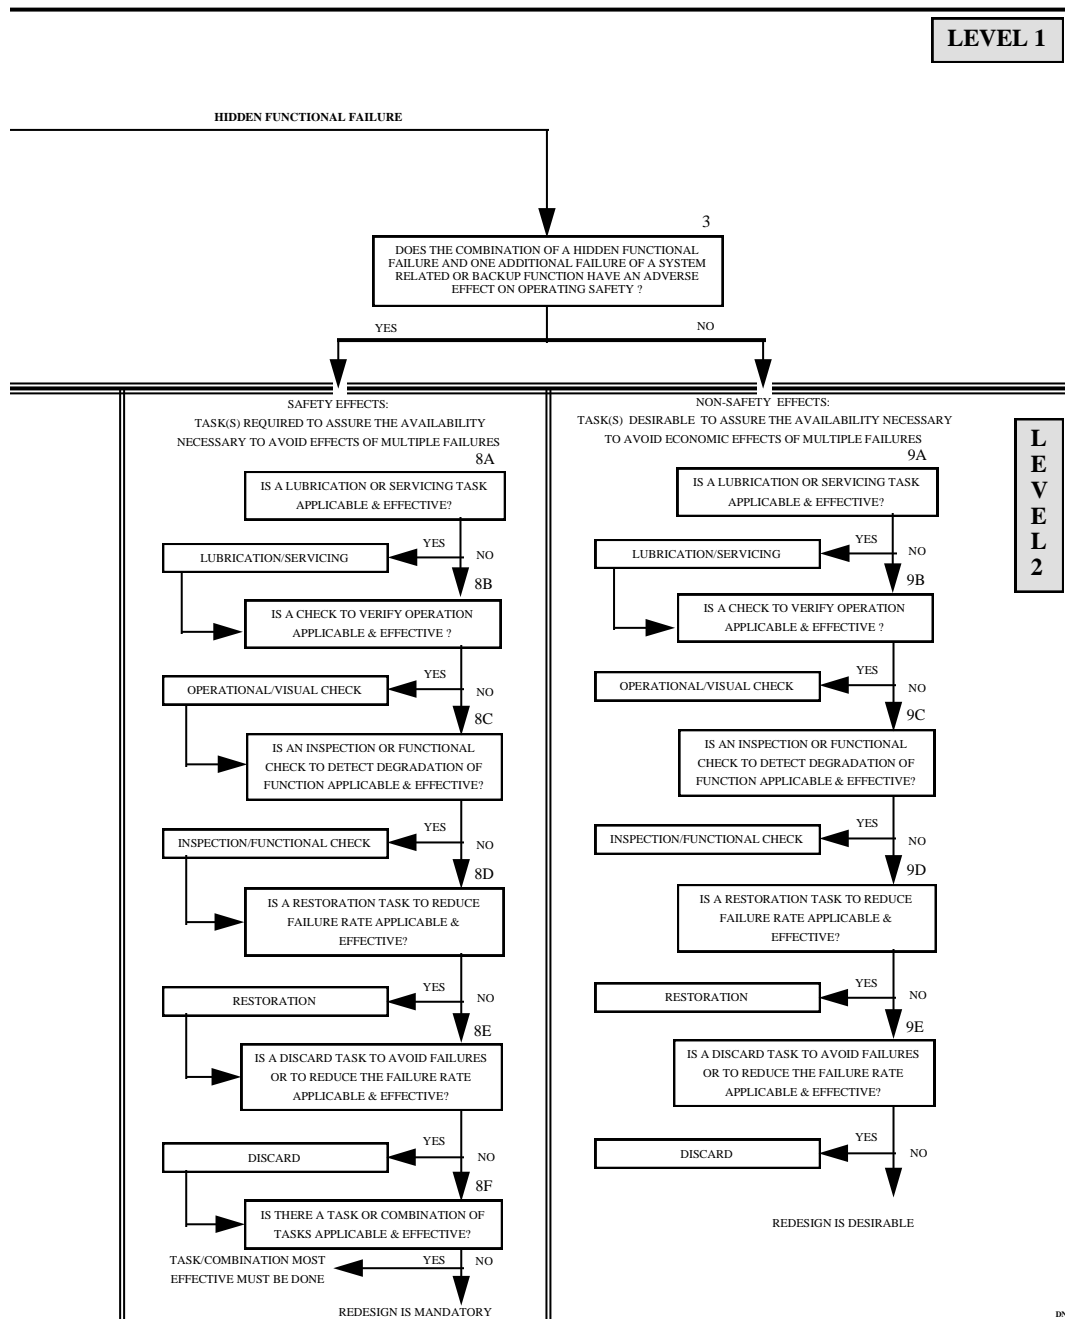 LEVEL 1
HIDDEN FUNCTIONAL FAILURE
3
DOES THE COMBINATION OF A HIDDEN FUNCTIONAL
FAILURE AND ONE ADDITIONAL FAILURE OF A SYSTEM
RELATED OR BACKUP FUNCTION HAVE AN ADVERSE
EFFECT ON OPERATING SAFETY ?
YES
NO
SAFETY EFFECTS:
TASK(S) REQUIRED TO ASSURE THE AVAILABILITY
NECESSARY TO AVOID EFFECTS OF MULTIPLE FAILURES
8A
IS A LUBRICATION OR SERVICING TASK
APPLICABLE & EFFECTIVE?
YES
NO
LUBRICATION/SERVICING
8B
IS A CHECK TO VERIFY OPERATION
APPLICABLE & EFFECTIVE ?
YES
NO
OPERATIONAL/VISUAL CHECK
8C
IS AN INSPECTION OR FUNCTIONAL
CHECK TO DETECT DEGRADATION OF
FUNCTION APPLICABLE & EFFECTIVE?
YES
NO
INSPECTION/FUNCTIONAL CHECK
8D
IS A RESTORATION TASK TO REDUCE
FAILURE RATE APPLICABLE &
EFFECTIVE?
YES
NO
RESTORATION
8E
IS A DISCARD TASK TO AVOID FAILURES
OR TO REDUCE THE FAILURE RATE
APPLICABLE & EFFECTIVE?
YES
NO
DISCARD
8F
IS THERE A TASK OR COMBINATION OF
TASKS APPLICABLE & EFFECTIVE?
YES
NO
TASK/COMBINATION MOST
EFFECTIVE MUST BE DONE
REDESIGN IS MANDATORY
NON-SAFETY EFFECTS:
TASK(S) DESIRABLE TO ASSURE THE AVAILABILITY NECESSARY
TO AVOID ECONOMIC EFFECTS OF MULTIPLE FAILURES
9A
IS A LUBRICATION OR SERVICING TASK
APPLICABLE & EFFECTIVE?
YES
NO
LUBRICATION/SERVICING
9B
IS A CHECK TO VERIFY OPERATION
APPLICABLE & EFFECTIVE ?
YES
NO
OPERATIONAL/VISUAL CHECK
9C
IS AN INSPECTION OR FUNCTIONAL
CHECK TO DETECT DEGRADATION OF
FUNCTION APPLICABLE & EFFECTIVE?
YES
NO
INSPECTION/FUNCTIONAL CHECK
9D
IS A RESTORATION TASK TO REDUCE
FAILURE RATE APPLICABLE &
EFFECTIVE?
YES
NO
RESTORATION
9E
IS A DISCARD TASK TO AVOID FAILURES
OR TO REDUCE THE FAILURE RATE
APPLICABLE & EFFECTIVE?
YES
NO
DISCARD
REDESIGN IS DESIRABLE
L
E
V
E
L
2